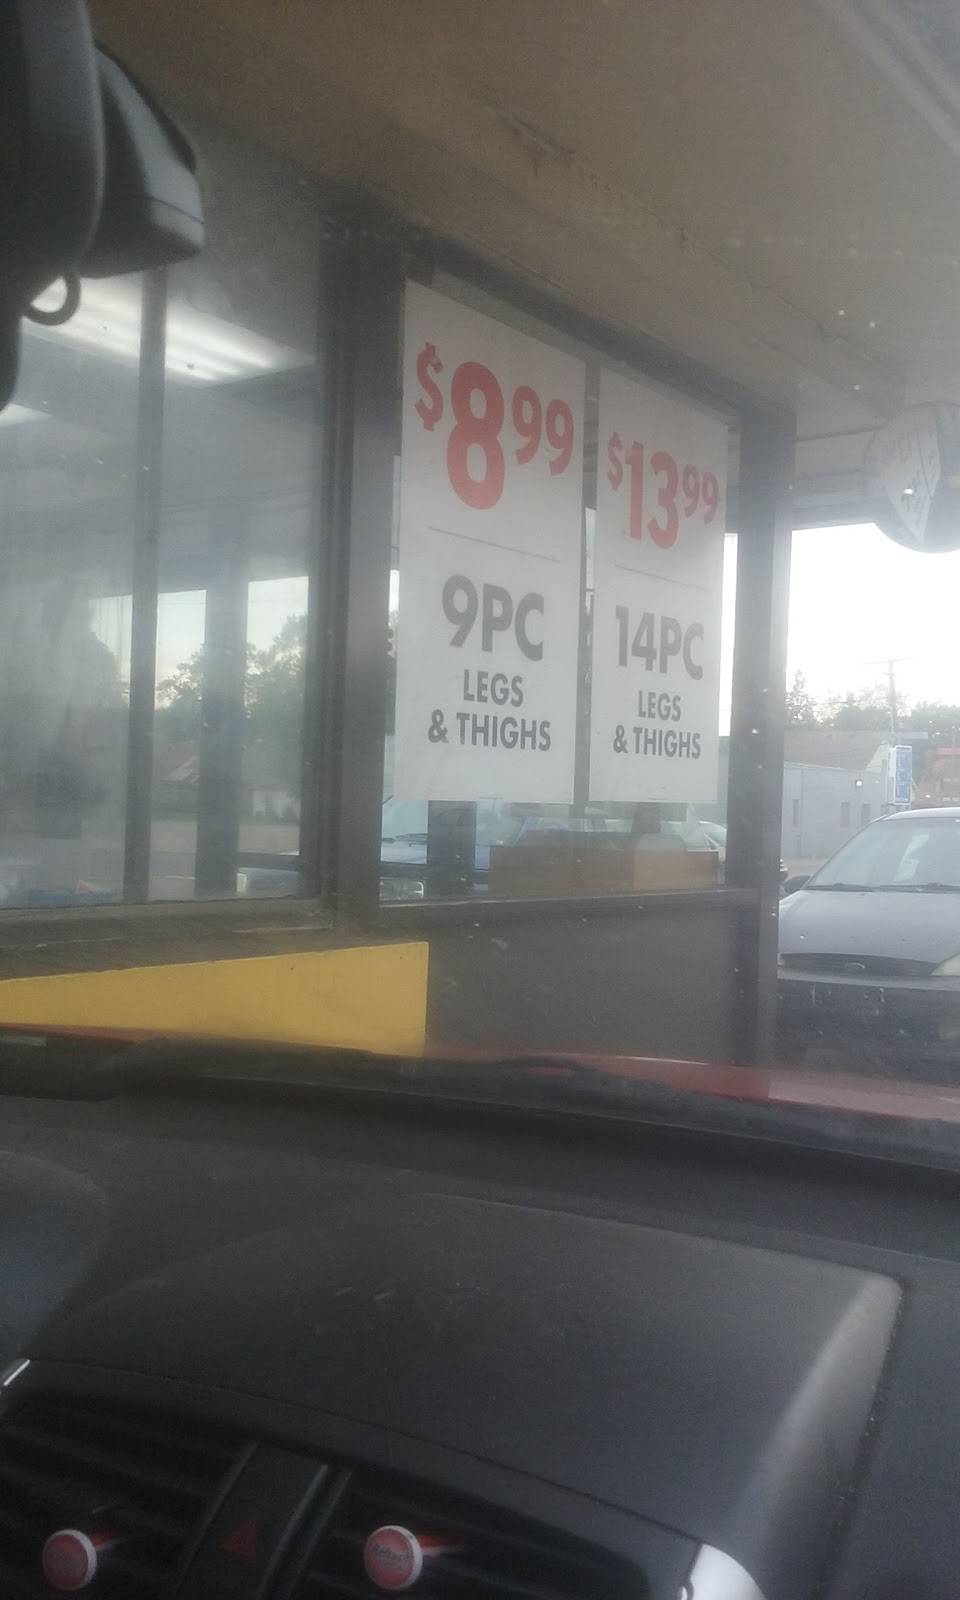 $8.99
9PC
LEGS
& THIGHS
$13.99
14PC
LEGS
& THIGHS